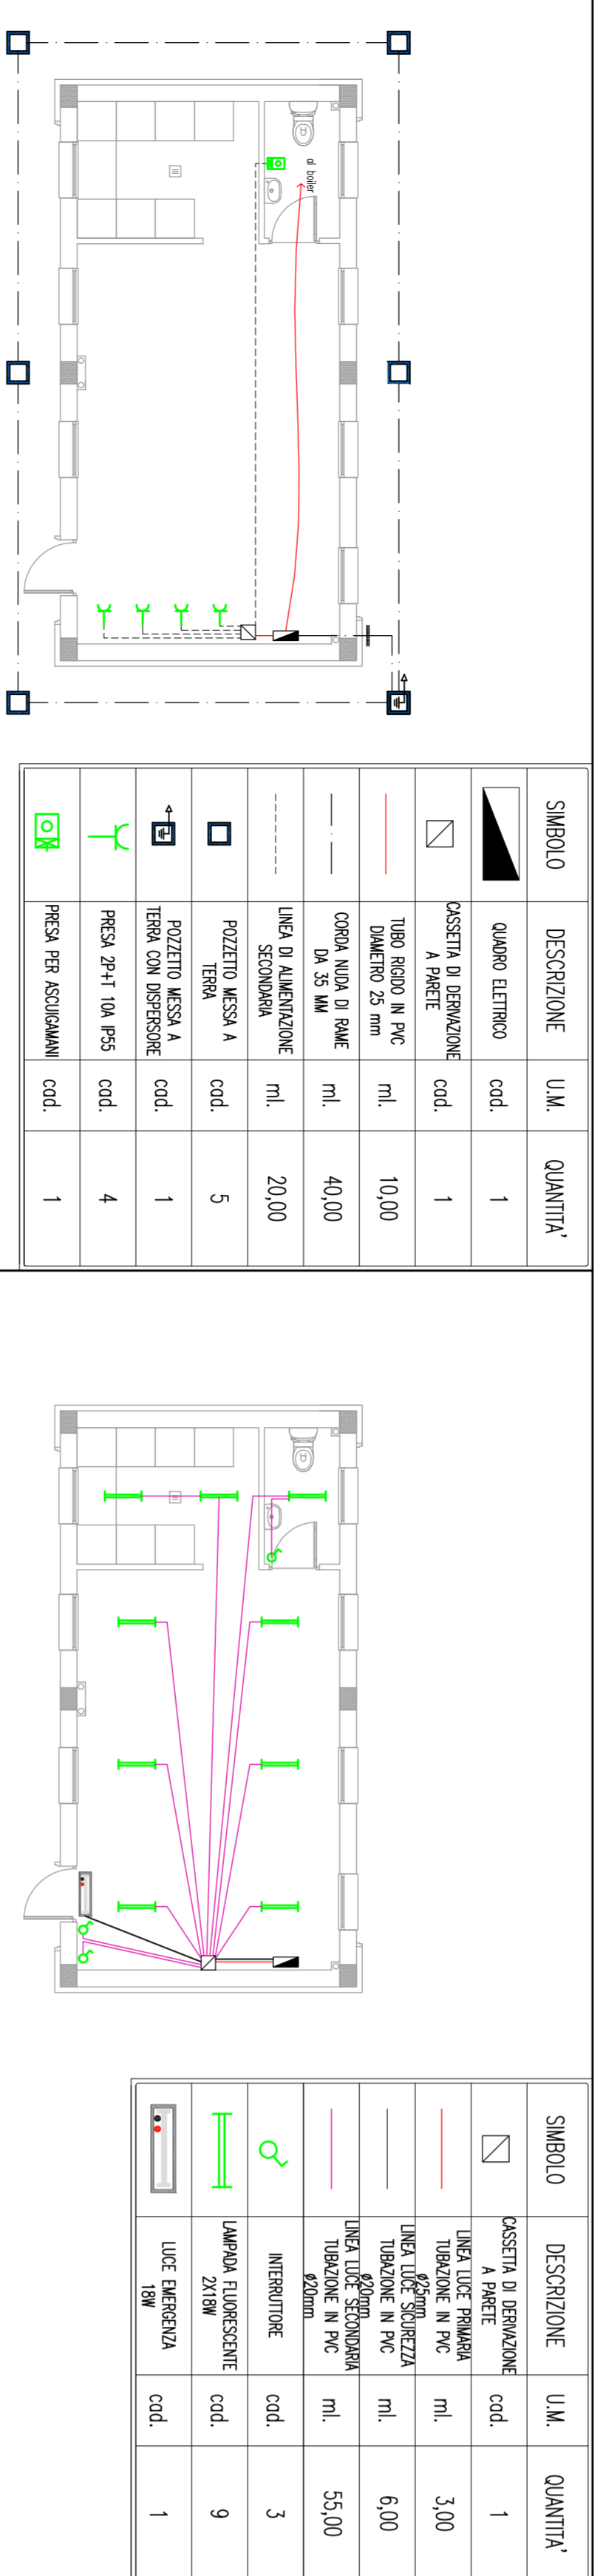 al boiler
SIMBOLO DESCRIZIONE U.M. QUANTITA'
QUADRO ELETTRICO cad. 1
CASSETTA DI DERIVAZIONE
A PARETE cad. 1
TUBO RIGIDO IN PVC
DIAMETRO 25 mm ml. 10,00
CORDA NUDA DI RAME
DA 35 MM ml. 40,00
LINEA DI ALIMENTAZIONE
SECONDARIA ml. 20,00
POZZETTO MESSA A
TERRA cad. 5
POZZETTO MESSA A
TERRA CON DISPERSORE cad. 1
PRESA 2P+T 10A IP55 cad. 4
PRESA PER ASCUIGAMANI cad. 1
SIMBOLO DESCRIZIONE U.M. QUANTITA'
CASSETTA DI DERIVAZIONE
A PARETE cad. 1
LINEA LUCE PRIMARIA
TUBAZIONE IN PVC
ø25mm ml. 3,00
LINEA LUCE SICUREZZA
TUBAZIONE IN PVC
ø20mm ml. 6,00
LINEA LUCE SECONDARIA
TUBAZIONE IN PVC
ø20mm ml. 55,00
INTERRUTTORE cad. 3
LAMPADA FLUORESCENTE
2X18W cad. 9
LUCE EMERGENZA
18W cad. 1